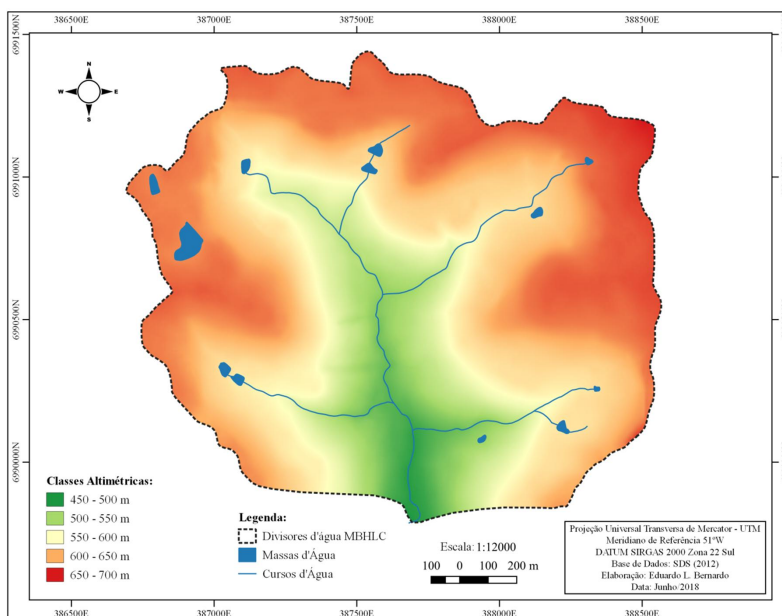 386500E 387000E 387500E 388000E 388500E
6991500N
6991000N
6990500N
6990000N
N
W E
S
Classes Altimétricas:
450 - 500 m
500 - 550 m
550 - 600 m
600 - 650 m
650 - 700 m
Legenda:
Divisores d'água MBHLC
Massas d'Água
Cursos d'Água
Escala: 1:12000
100 0 100 200 m
Projeção Universal Transversa de Mercator - UTM
Meridiano de Referência 51°W
DATUM SIRGAS 2000 Zona 22 Sul
Base de Dados: SDS (2012)
Elaboração: Eduardo L. Bernardo
Data: Junho/2018
386500E 387000E 387500E 388000E 388500E